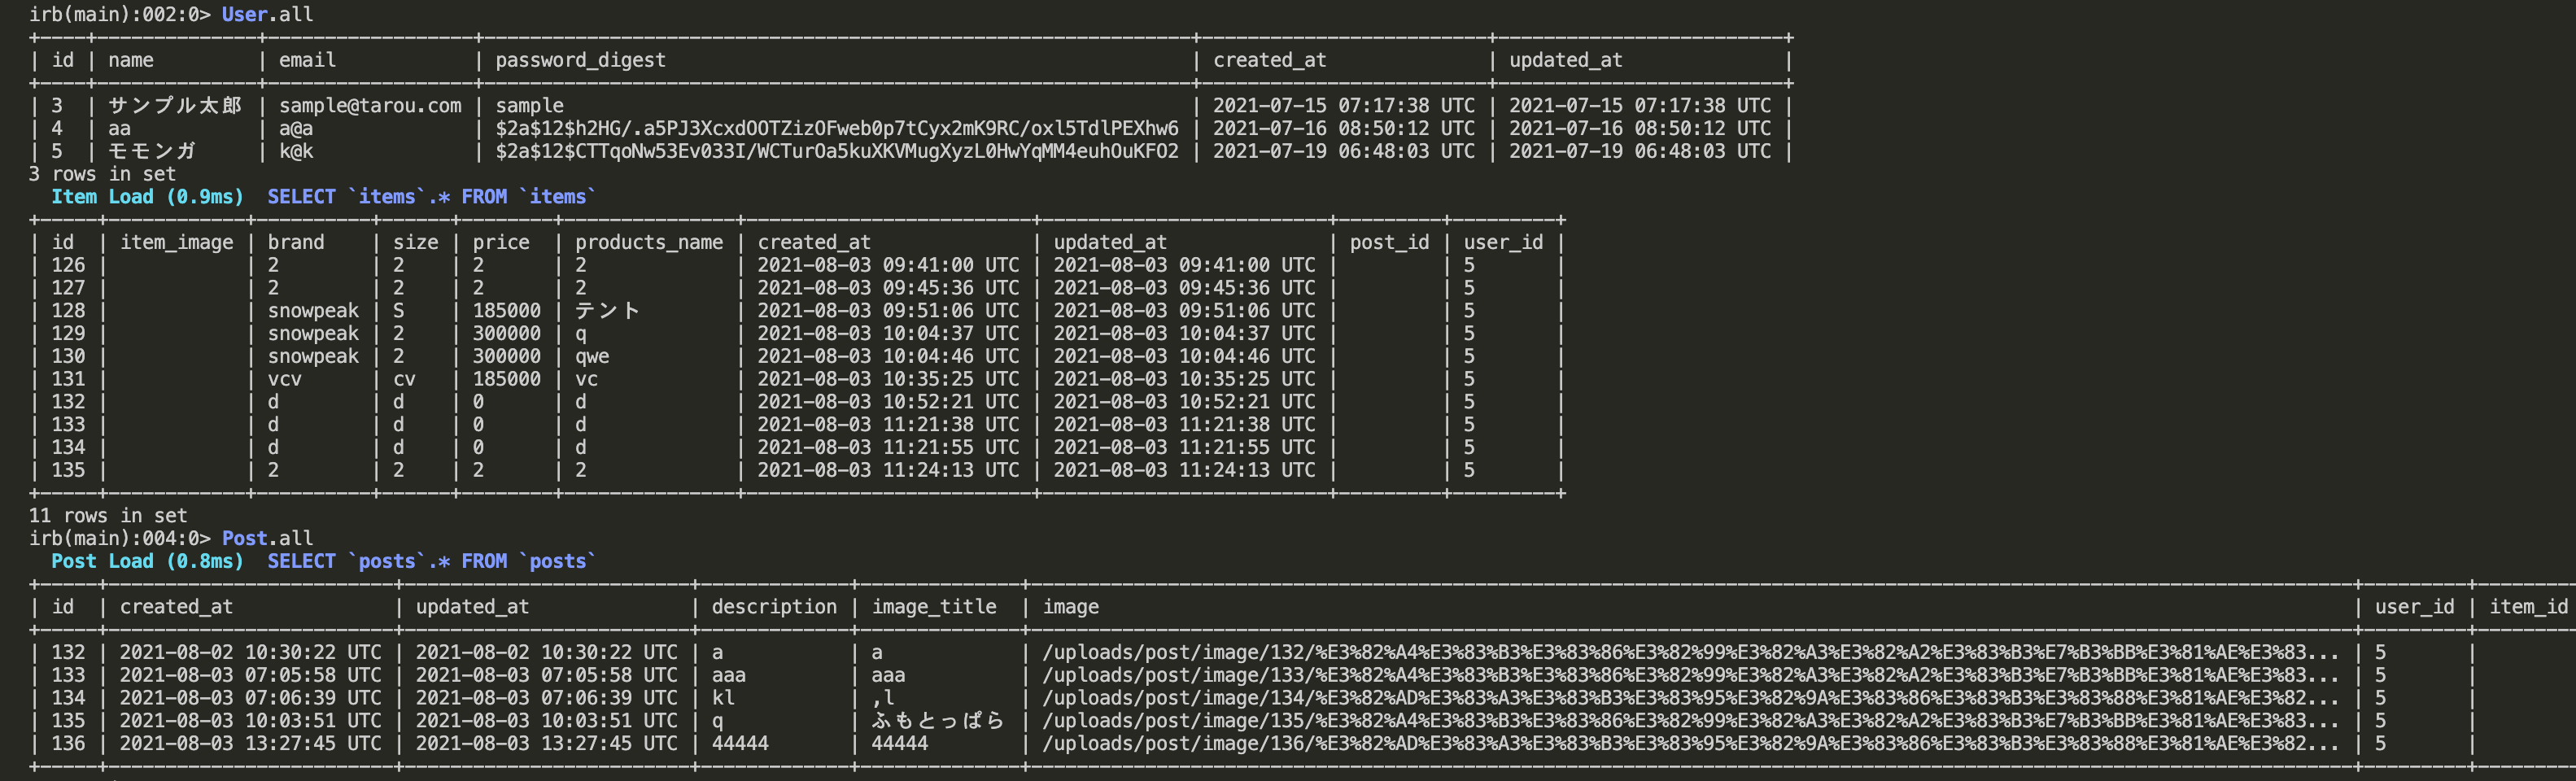 irb(main):002:0> User.all
+----+--------------+-------------------+--------------------------------------------------------------+-------------------------+-------------------------+
| id | name | email | password_digest | created_at | updated_at |
+----+--------------+-------------------+--------------------------------------------------------------+-------------------------+-------------------------+
| 3 | サンプル太郎 | sample@tarou.com | sample | 2021-07-15 07:17:38 UTC | 2021-07-15 07:17:38 UTC |
| 4 | aa | a@a | $2a$12$h2HG/.a5PJ3XcxdOOTZizOFweb0p7tCyx2mK9RC/oxl5TdlPEXhw6 | 2021-07-16 08:50:12 UTC | 2021-07-16 08:50:12 UTC |
| 5 | モモンガ | k@k | $2a$12$CTTqoNw53Ev033I/WCTurOa5kuXKVMugXyzL0HwYqMM4euhOuKFO2 | 2021-07-19 06:48:03 UTC | 2021-07-19 06:48:03 UTC |
3 rows in set
Item Load (0.9ms) SELECT `items`.* FROM `items`
+-----+------------+----------+------+--------+---------------+-------------------------+-------------------------+---------+---------+
| id | item_image | brand | size | price | products_name | created_at | updated_at | post_id | user_id |
| 126 | | 2 | 2 | 2 | 2 | 2021-08-03 09:41:00 UTC | 2021-08-03 09:41:00 UTC | | 5 |
| 127 | | 2 | 2 | 2 | 2 | 2021-08-03 09:45:36 UTC | 2021-08-03 09:45:36 UTC | | 5 |
| 128 | | snowpeak | S | 185000 | テント | 2021-08-03 09:51:06 UTC | 2021-08-03 09:51:06 UTC | | 5 |
| 129 | | snowpeak | 2 | 300000 | q | 2021-08-03 10:04:37 UTC | 2021-08-03 10:04:37 UTC | | 5 |
| 130 | | snowpeak | 2 | 300000 | qwe | 2021-08-03 10:04:46 UTC | 2021-08-03 10:04:46 UTC | | 5 |
| 131 | | vcv | cv | 185000 | vc | 2021-08-03 10:35:25 UTC | 2021-08-03 10:35:25 UTC | | 5 |
| 132 | | d | d | 0 | d | 2021-08-03 10:52:21 UTC | 2021-08-03 10:52:21 UTC | | 5 |
| 133 | | d | d | 0 | d | 2021-08-03 11:21:38 UTC | 2021-08-03 11:21:38 UTC | | 5 |
| 134 | | d | d | 0 | d | 2021-08-03 11:21:55 UTC | 2021-08-03 11:21:55 UTC | | 5 |
| 135 | | 2 | 2 | 2 | 2 | 2021-08-03 11:24:13 UTC | 2021-08-03 11:24:13 UTC | | 5 |
+-----+------------+----------+------+--------+---------------+-------------------------+-------------------------+---------+---------+
11 rows in set
irb(main):004:0> Post.all
Post Load (0.8ms) SELECT `posts`.* FROM `posts`
| id | created_at | updated_at | description | image_title | image | user_id | item_id
| 132 | 2021-08-02 10:30:22 UTC | 2021-08-02 10:30:22 UTC | a | a | /uploads/post/image/132/%E3%82%A4%E3%83%B3%E3%83%86%E3%82%99%E3%82%A3%E3%82%A2%E3%83%B3%E7%B3%BB%E3%81%AE%E3%83... | 5 |
| 133 | 2021-08-03 07:05:58 UTC | 2021-08-03 07:05:58 UTC | aaa | aaa | /uploads/post/image/133/%E3%82%A4%E3%83%B3%E3%83%86%E3%82%99%E3%82%A3%E3%82%A2%E3%83%B3%E7%B3%BB%E3%81%AE%E3%83... | 5 |
| 134 | 2021-08-03 07:06:39 UTC | 2021-08-03 07:06:39 UTC | kl | ,l | /uploads/post/image/134/%E3%82%AD%E3%83%A3%E3%83%B3%E3%83%95%E3%82%9A%E3%83%86%E3%83%B3%E3%83%88%E3%81%AE%E3%82... | 5 |
| 135 | 2021-08-03 10:03:51 UTC | 2021-08-03 10:03:51 UTC | q | ふもとっぱら | /uploads/post/image/135/%E3%82%A4%E3%83%B3%E3%83%86%E3%82%99%E3%82%A3%E3%82%A2%E3%83%B3%E7%B3%BB%E3%81%AE%E3%83... | 5 |
| 136 | 2021-08-03 13:27:45 UTC | 2021-08-03 13:27:45 UTC | 44444 | 44444 | /uploads/post/image/136/%E3%82%AD%E3%83%A3%E3%83%B3%E3%83%95%E3%82%9A%E3%83%86%E3%83%B3%E3%83%88%E3%81%AE%E3%82... | 5 |